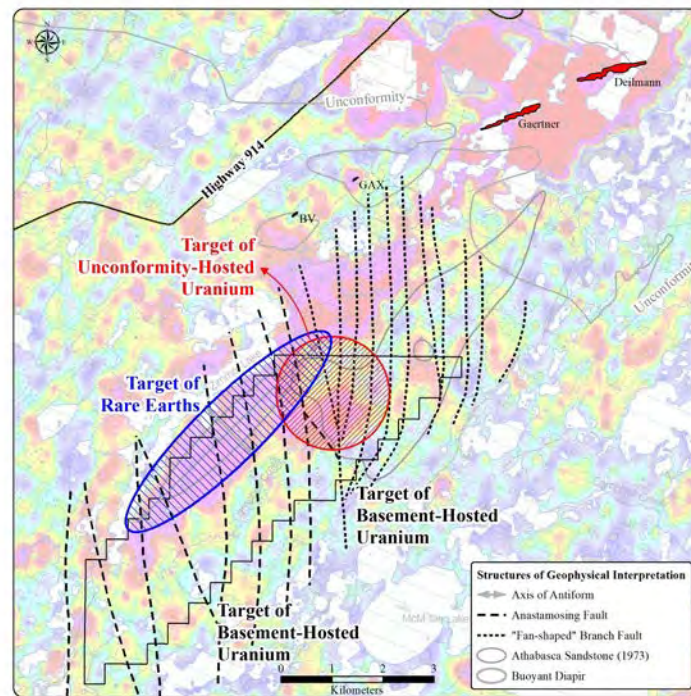 N
W
E
S
Deilmann
Unconformity
Gaertner
Highway 914
GAX
BV
Target of
Unconformity-Hosted
Uranium
Unconformity
Target of
Rare Earths
Target of
Basement-Hosted
Uranium
Target of
Basement-Hosted
Uranium
Structures of Geophysical Interpretation
Axis of Antiform
Anastamosing Fault
"Fan-shaped" Branch Fault
Athabasca Sandstone (1973)
Buoyant Diapir
0 1 2 3
Kilometers